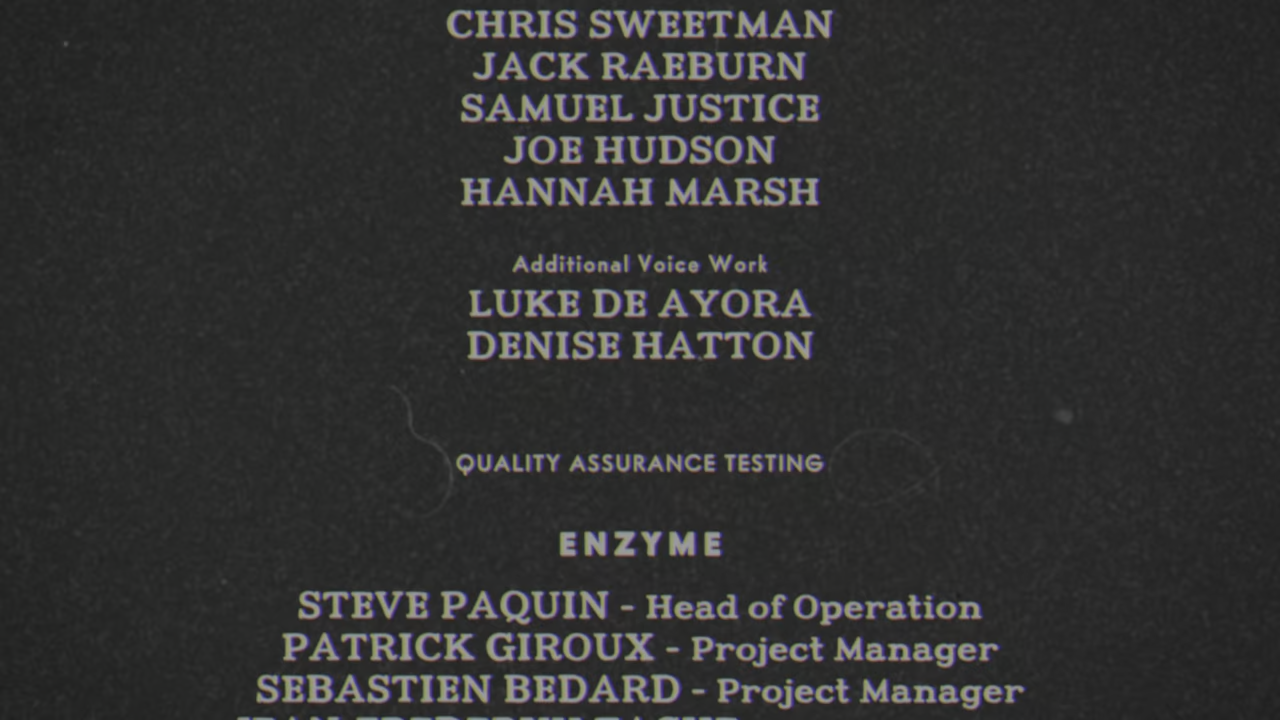 CHRIS SWEETMAN
JACK RAEBURN
SAMUEL JUSTICE
JOE HUDSON
HANNAH MARSH
Additional Voice Work
LUKE DE AYORA
DENISE HATTON
QUALITY ASSURANCE TESTING
ENZYME
STEVE PAQUIN - Head of Operation
PATRICK GIROUX - Project Manager
SEBASTIEN BEDARD - Project Manager